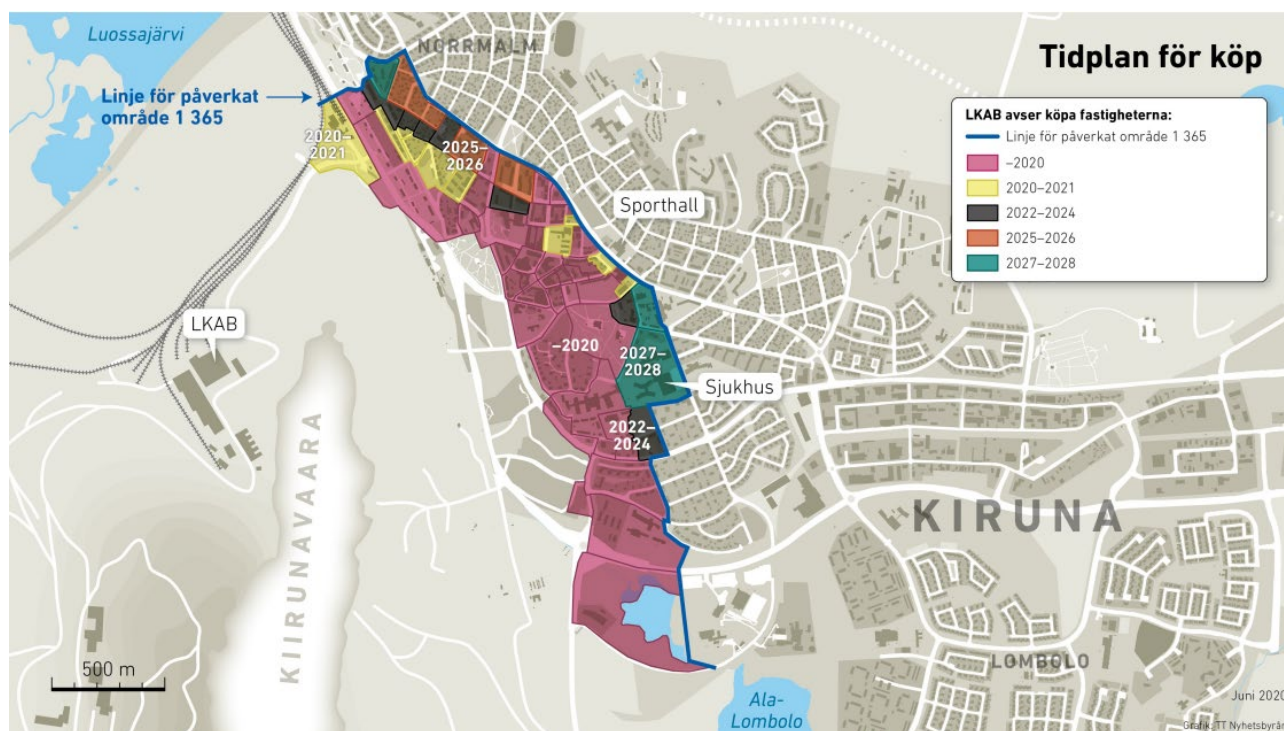 Luossajärvi
NORRMALM
Tidplan för köp
Linje för påverkat
område 1 365
LKAB avser köpa fastigheterna:
Linje för påverkat område 1 365
–2020
2020–2021
2022–2024
2025–2026
2027–2028
2020–
2021
2025–
2026
Sporthall
LKAB
–2020
2027–
2028
Sjukhus
2022–
2024
KIRUNA
KIIRUNAVAARA
LOMBOLO
500 m
Ala-
Lombolo
Juni 2020
Grafik: TT Nyhetsbyrån